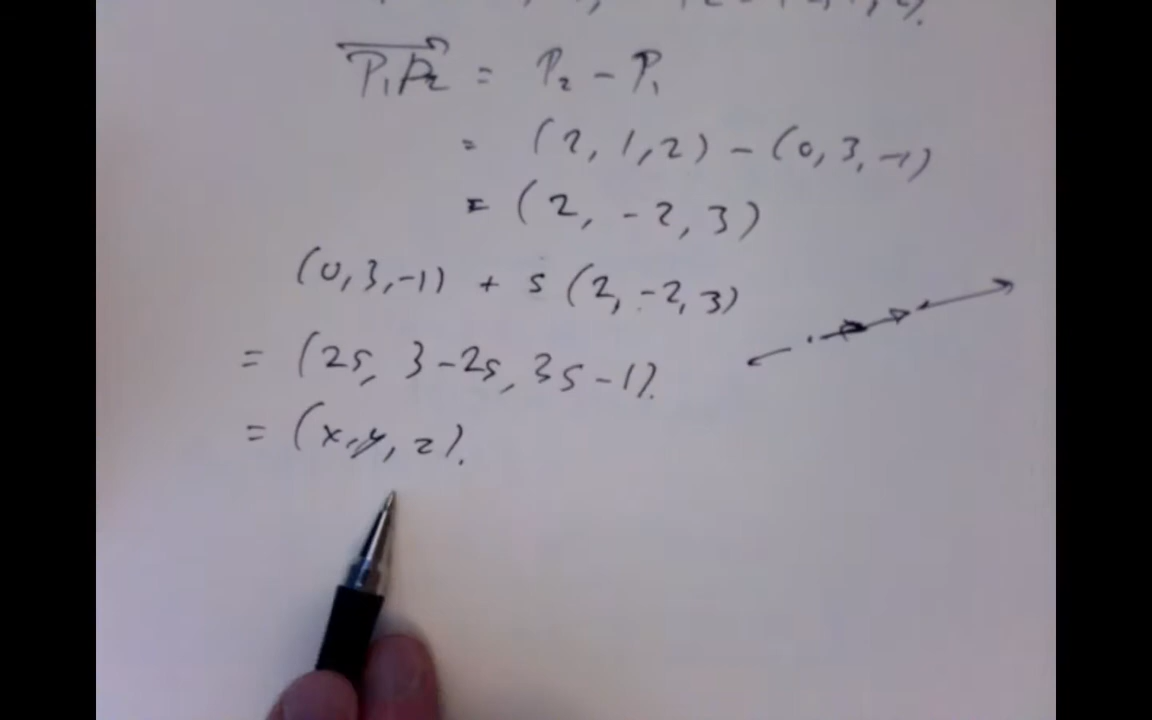 P₁P₂ = P₂ − P₁
= (2, 1, 2) − (0, 3, −1)
= (2, −2, 3)
(0, 3, −1) + s (2, −2, 3)
= (2s, 3 − 2s, 3s − 1).
= (x, y, z).